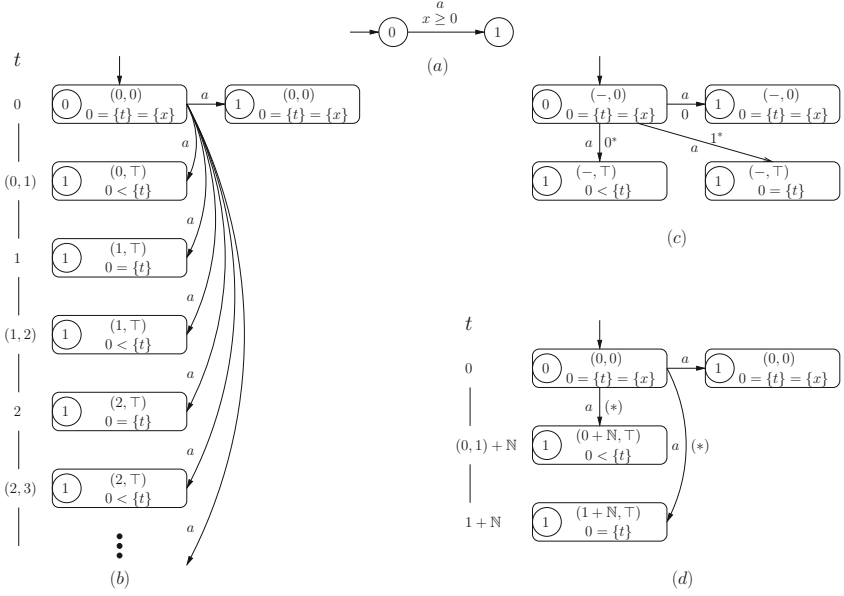 a
x ≥ 0
0
1
(a)
t
0
0
(0, 0)
0 = {t} = {x}
a
1
(0, 0)
0 = {t} = {x}
a
(0, 1)
1
(0, ⊤)
0 < {t}
a
1
1
(1, ⊤)
0 = {t}
a
(1, 2)
1
(1, ⊤)
0 < {t}
a
2
1
(2, ⊤)
0 = {t}
a
(2, 3)
1
(2, ⊤)
0 < {t}
a
(b)
0
(−, 0)
0 = {t} = {x}
a
0
1
(−, 0)
0 = {t} = {x}
a 0*
a 1*
1
(−, ⊤)
0 < {t}
1
(−, ⊤)
0 = {t}
(c)
t
0
0
(0, 0)
0 = {t} = {x}
a
1
(0, 0)
0 = {t} = {x}
a (*)
(0, 1) + ℕ
1
(0 + ℕ, ⊤)
0 < {t}
a (*)
1 + ℕ
1
(1 + ℕ, ⊤)
0 = {t}
(d)